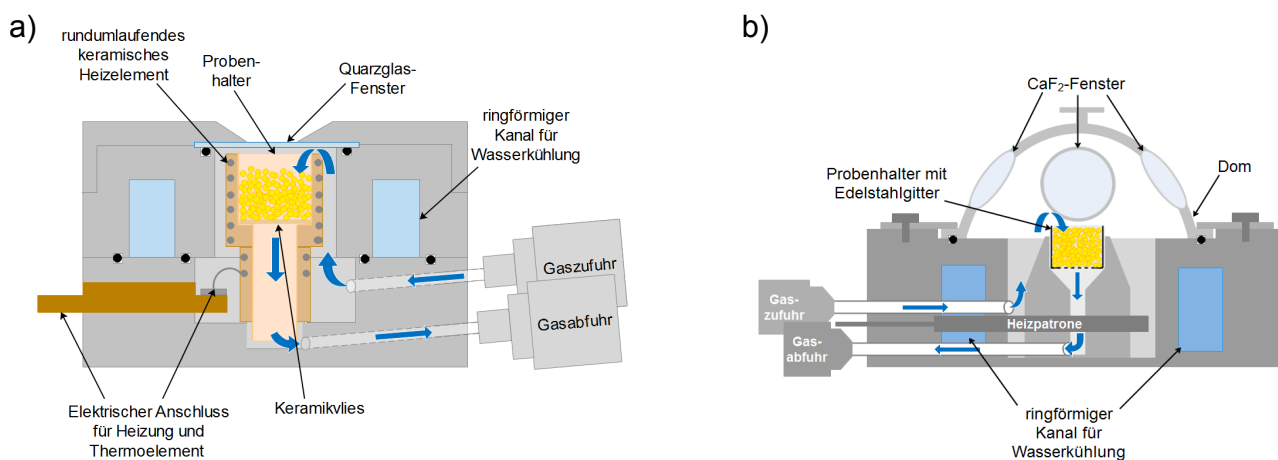 a)
rundumlaufendes
keramisches
Heizelement
Proben-
halter
Quarzglas-
Fenster
ringförmiger
Kanal für
Wasserkühlung
Gaszufuhr
Gasabfuhr
Elektrischer Anschluss
für Heizung und
Thermoelement
Keramikvlies
b)
CaF₂-Fenster
Probenhalter mit
Edelstahlgitter
Dom
Gas-
zufuhr
Gas-
abfuhr
Heizpatrone
ringförmiger
Kanal für
Wasserkühlung